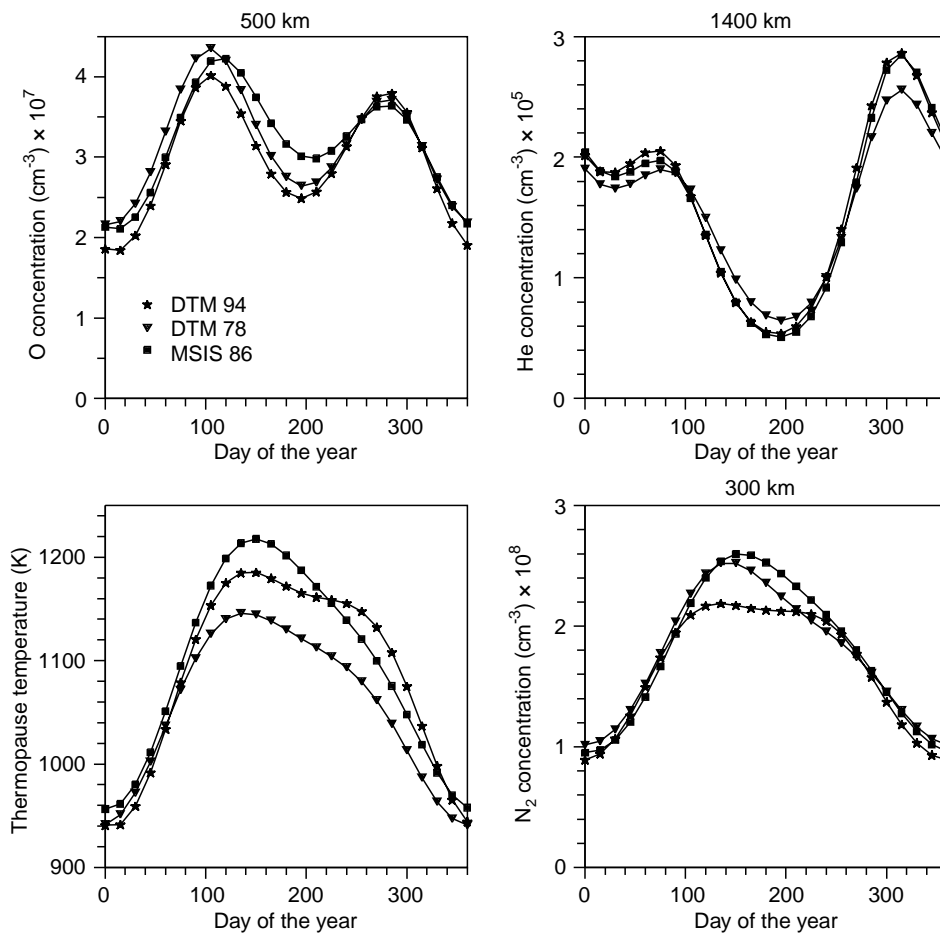 500 km
O concentration (cm⁻³) × 10⁷
4
3
2
1
0
DTM 94
DTM 78
MSIS 86
0 100 200 300
Day of the year
1400 km
He concentration (cm⁻³) × 10⁵
3
2
1
0
0 100 200 300
Day of the year
Thermopause temperature (K)
1200
1100
1000
900
0 100 200 300
Day of the year
300 km
N₂ concentration (cm⁻³) × 10⁸
3
2
1
0
0 100 200 300
Day of the year